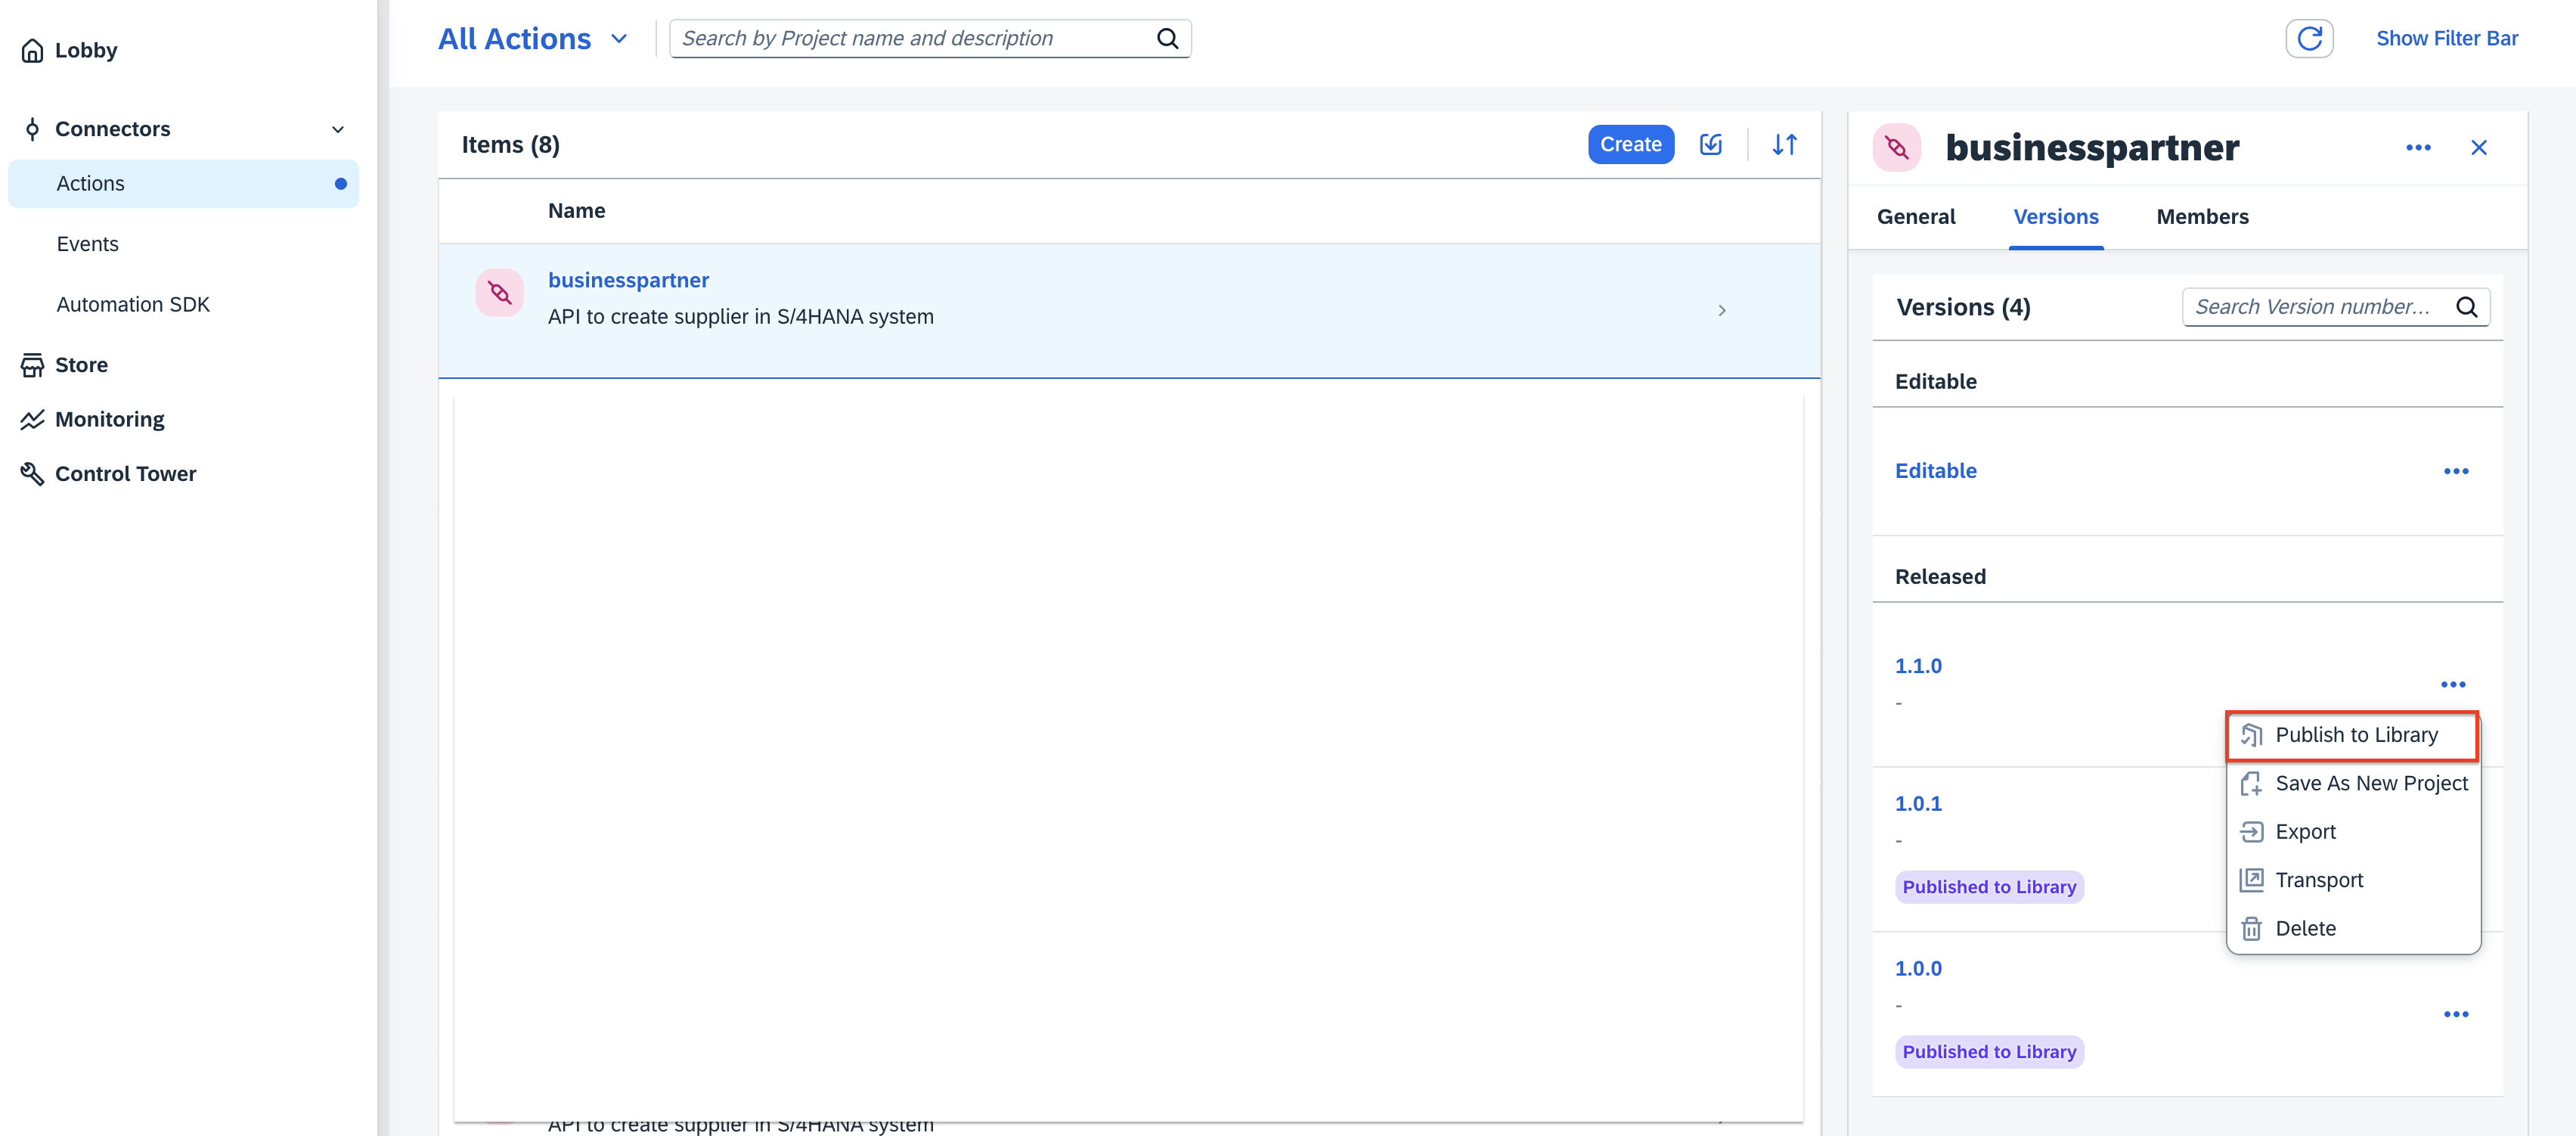 Lobby
Connectors
Actions
Events
Automation SDK
Store
Monitoring
Control Tower
All Actions
Search by Project name and description
Show Filter Bar
Items (8)
Create
Name
businesspartner
API to create supplier in S/4HANA system
API to create supplier in S/4HANA system
businesspartner
General
Versions
Members
Versions (4)
Search Version number...
Editable
Editable
Released
1.1.0
-
Publish to Library
Save As New Project
Export
Transport
Delete
1.0.1
-
Published to Library
1.0.0
-
Published to Library